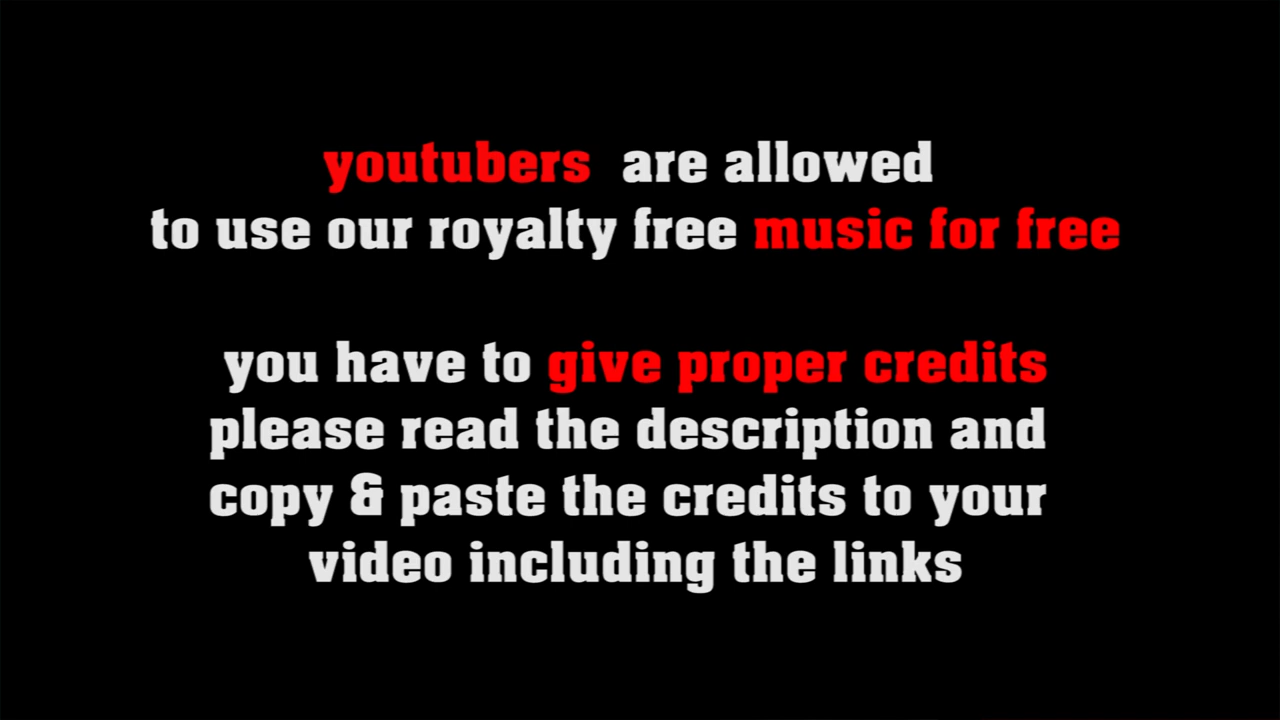 youtubers are allowed
to use our royalty free music for free
you have to give proper credits
please read the description and
copy & paste the credits to your
video including the links